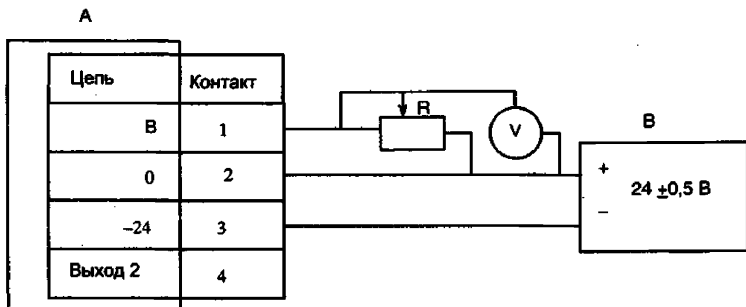 А
Цепь Контакт
В 1
0 2
−24 3
Выход 2 4
R
V
В
+
24 ±0,5 В
−